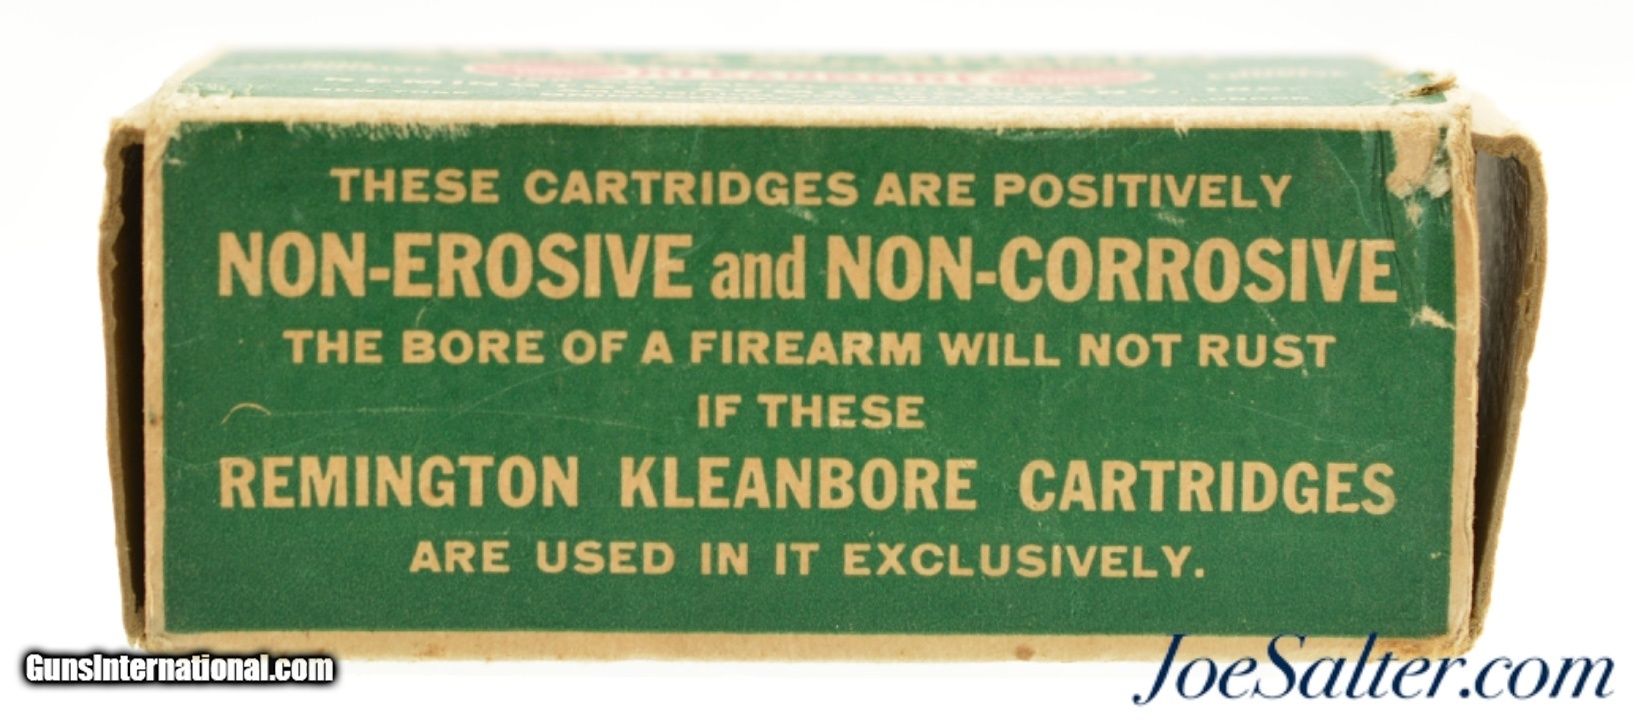 THESE CARTRIDGES ARE POSITIVELY
NON-EROSIVE and NON-CORROSIVE
THE BORE OF A FIREARM WILL NOT RUST
IF THESE
REMINGTON KLEANBORE CARTRIDGES
ARE USED IN IT EXCLUSIVELY.
GunsInternational.com
JoeSalter.com